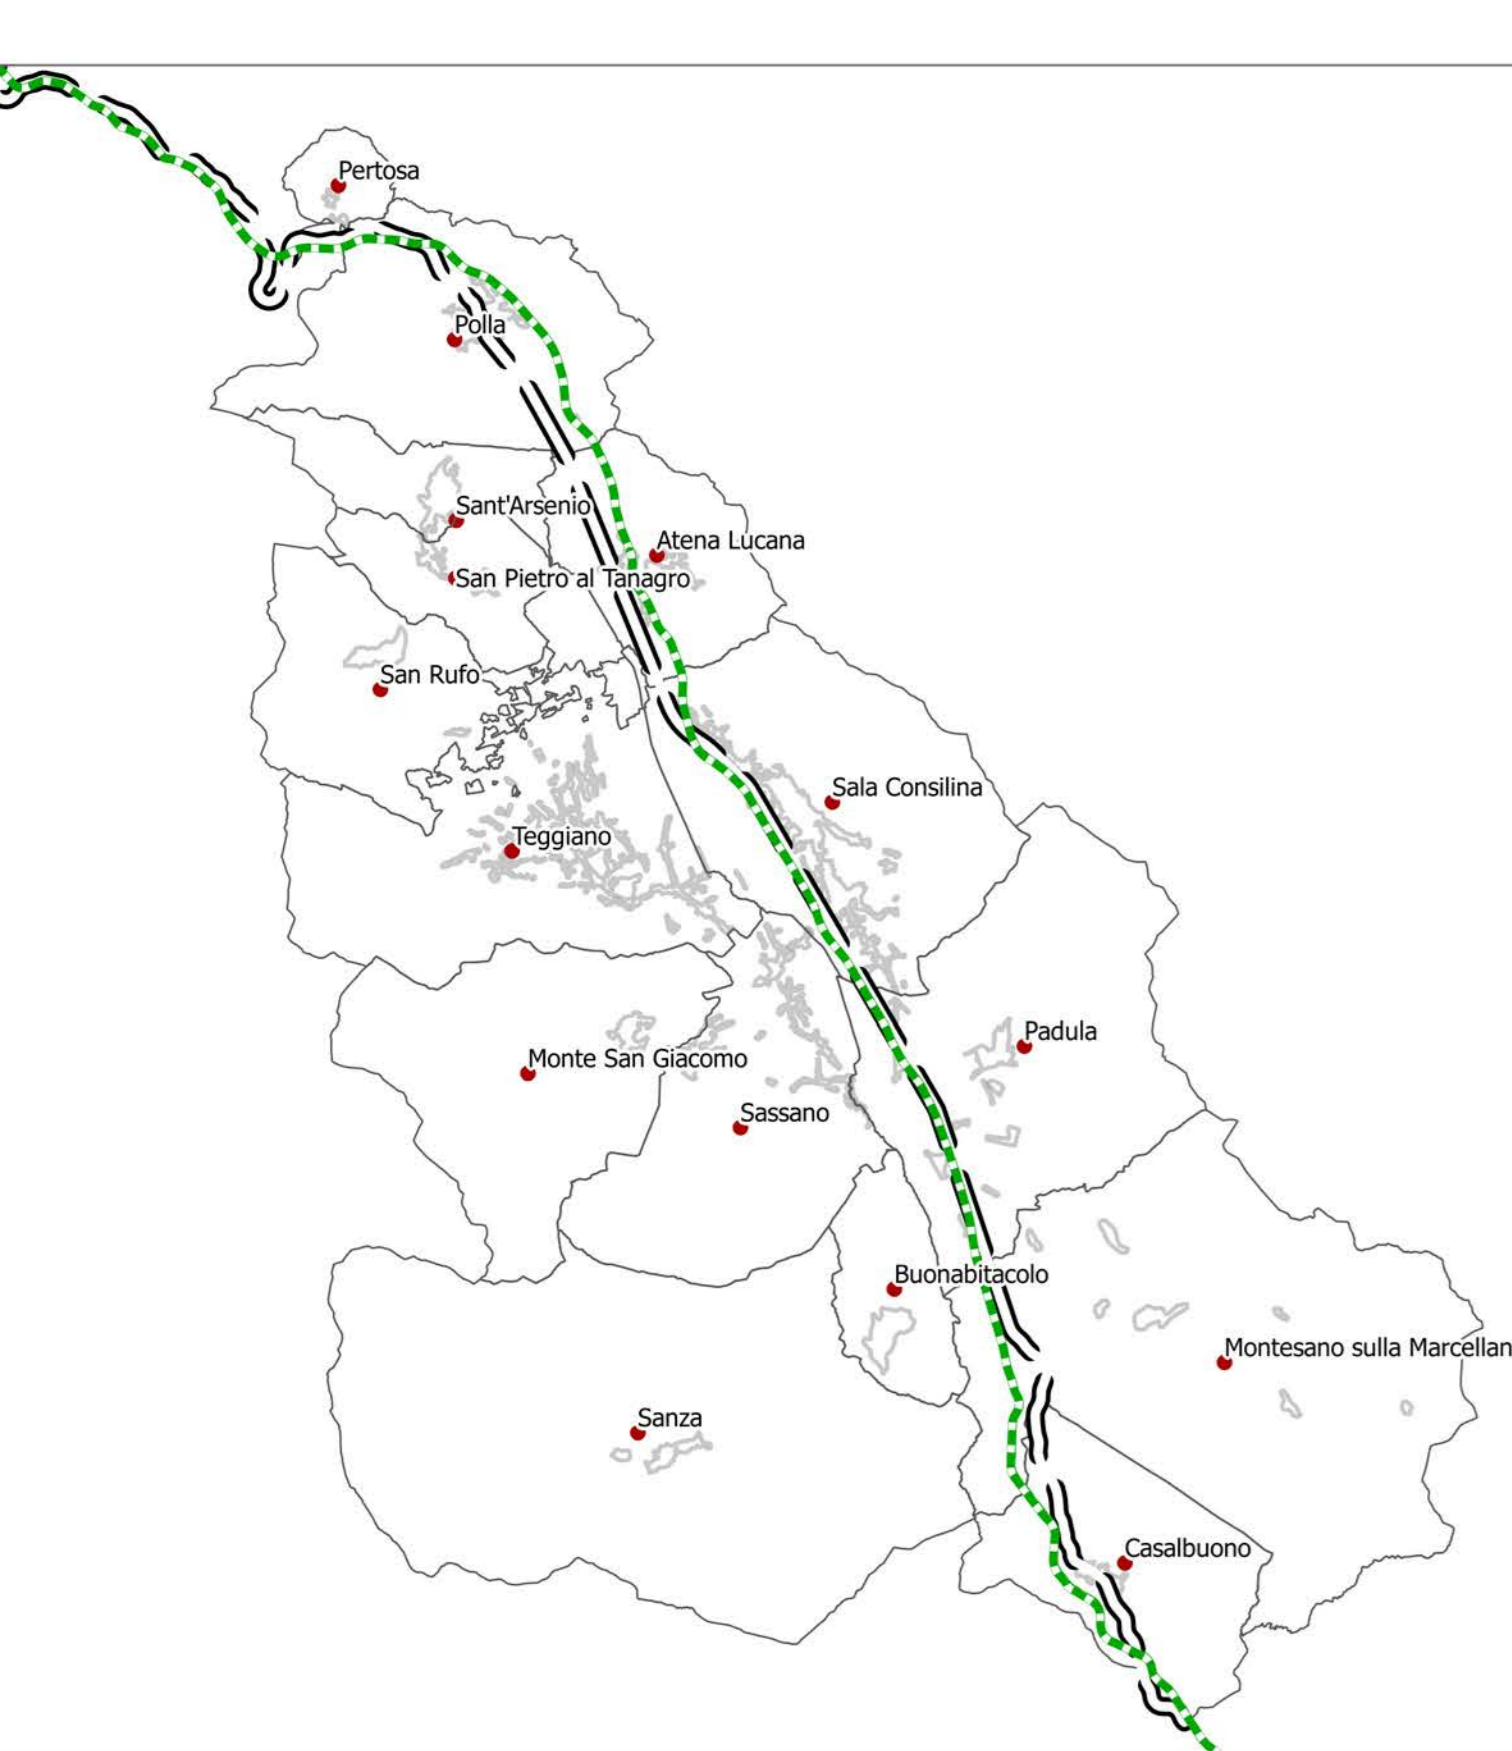 Pertosa
Polla
Sant'Arsenio
Atena Lucana
San Pietro al Tanagro
San Rufo
Sala Consilina
Teggiano
Padula
Monte San Giacomo
Sassano
Buonabitacolo
Montesano sulla Marcellan
Sanza
Casalbuono